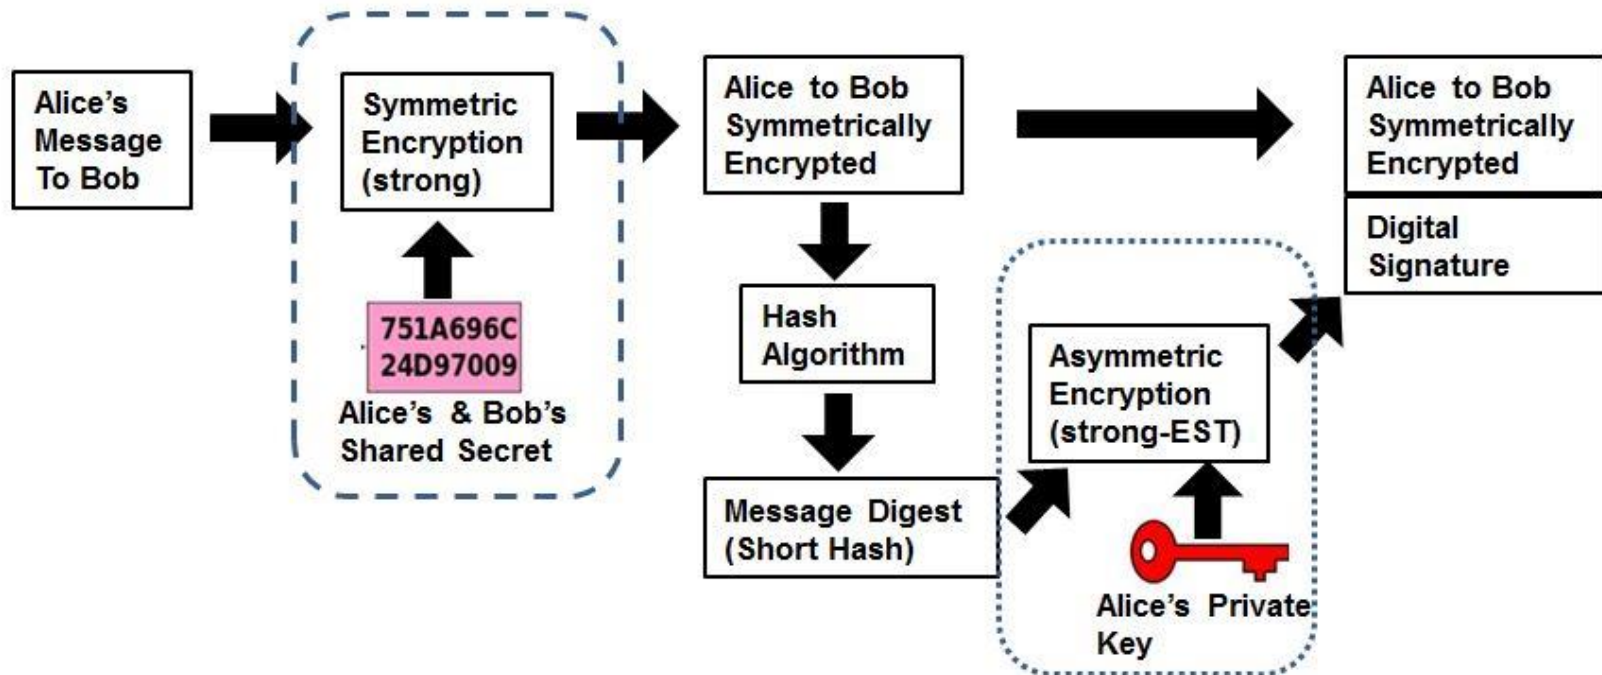 Alice's
Message
To Bob
Symmetric
Encryption
(strong)
751A696C
24D97009
Alice's & Bob's
Shared Secret
Alice to Bob
Symmetrically
Encrypted
Hash
Algorithm
Message Digest
(Short Hash)
Asymmetric
Encryption
(strong-EST)
Alice's Private
Key
Alice to Bob
Symmetrically
Encrypted
Digital
Signature